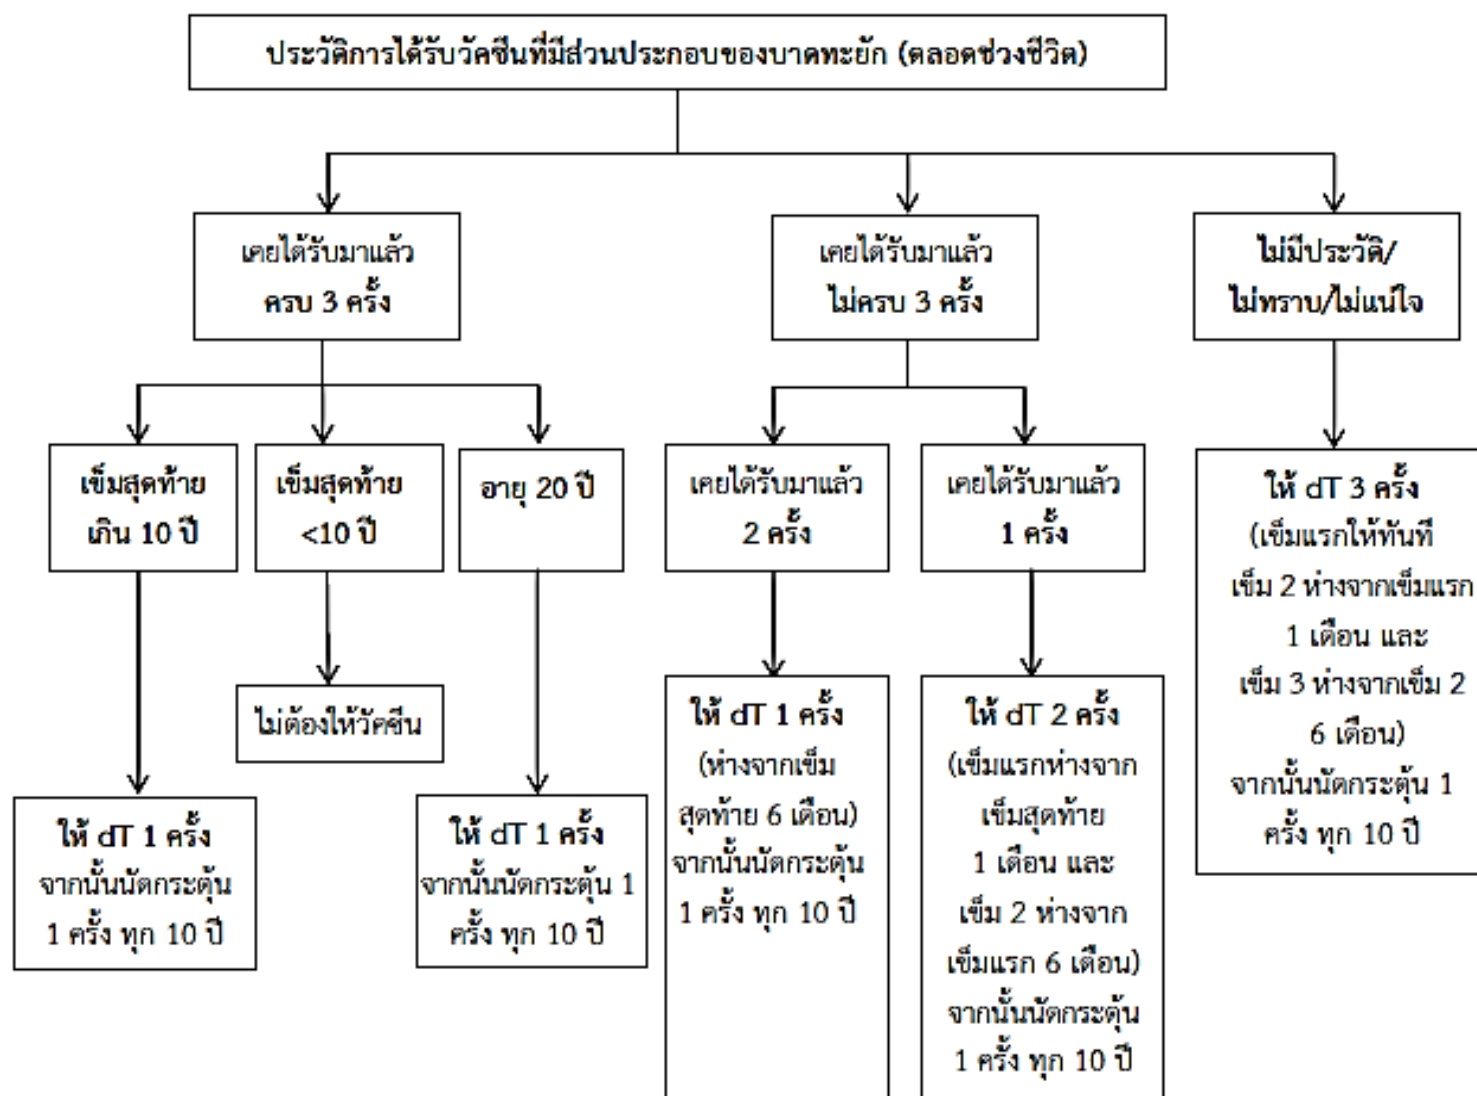 ประวัติการได้รับวัคซีนที่มีส่วนประกอบของบาดทะยัก (ตลอดช่วงชีวิต)
เคยได้รับมาแล้ว
ครบ 3 ครั้ง
เคยได้รับมาแล้ว
ไม่ครบ 3 ครั้ง
ไม่มีประวัติ/
ไม่ทราบ/ไม่แน่ใจ
เข็มสุดท้าย
เกิน 10 ปี
เข็มสุดท้าย
<10 ปี
อายุ 20 ปี
เคยได้รับมาแล้ว
2 ครั้ง
เคยได้รับมาแล้ว
1 ครั้ง
ให้ dT 3 ครั้ง
(เข็มแรกให้ทันที
เข็ม 2 ห่างจากเข็มแรก
1 เดือน และ
เข็ม 3 ห่างจากเข็ม 2
6 เดือน)
จากนั้นนัดกระตุ้น 1
ครั้ง ทุก 10 ปี
ไม่ต้องให้วัคซีน
ให้ dT 1 ครั้ง
จากนั้นนัดกระตุ้น
1 ครั้ง ทุก 10 ปี
ให้ dT 1 ครั้ง
จากนั้นนัดกระตุ้น 1
ครั้ง ทุก 10 ปี
ให้ dT 1 ครั้ง
(ห่างจากเข็ม
สุดท้าย 6 เดือน)
จากนั้นนัดกระตุ้น
1 ครั้ง ทุก 10 ปี
ให้ dT 2 ครั้ง
(เข็มแรกห่างจาก
เข็มสุดท้าย
1 เดือน และ
เข็ม 2 ห่างจาก
เข็มแรก 6 เดือน)
จากนั้นนัดกระตุ้น
1 ครั้ง ทุก 10 ปี